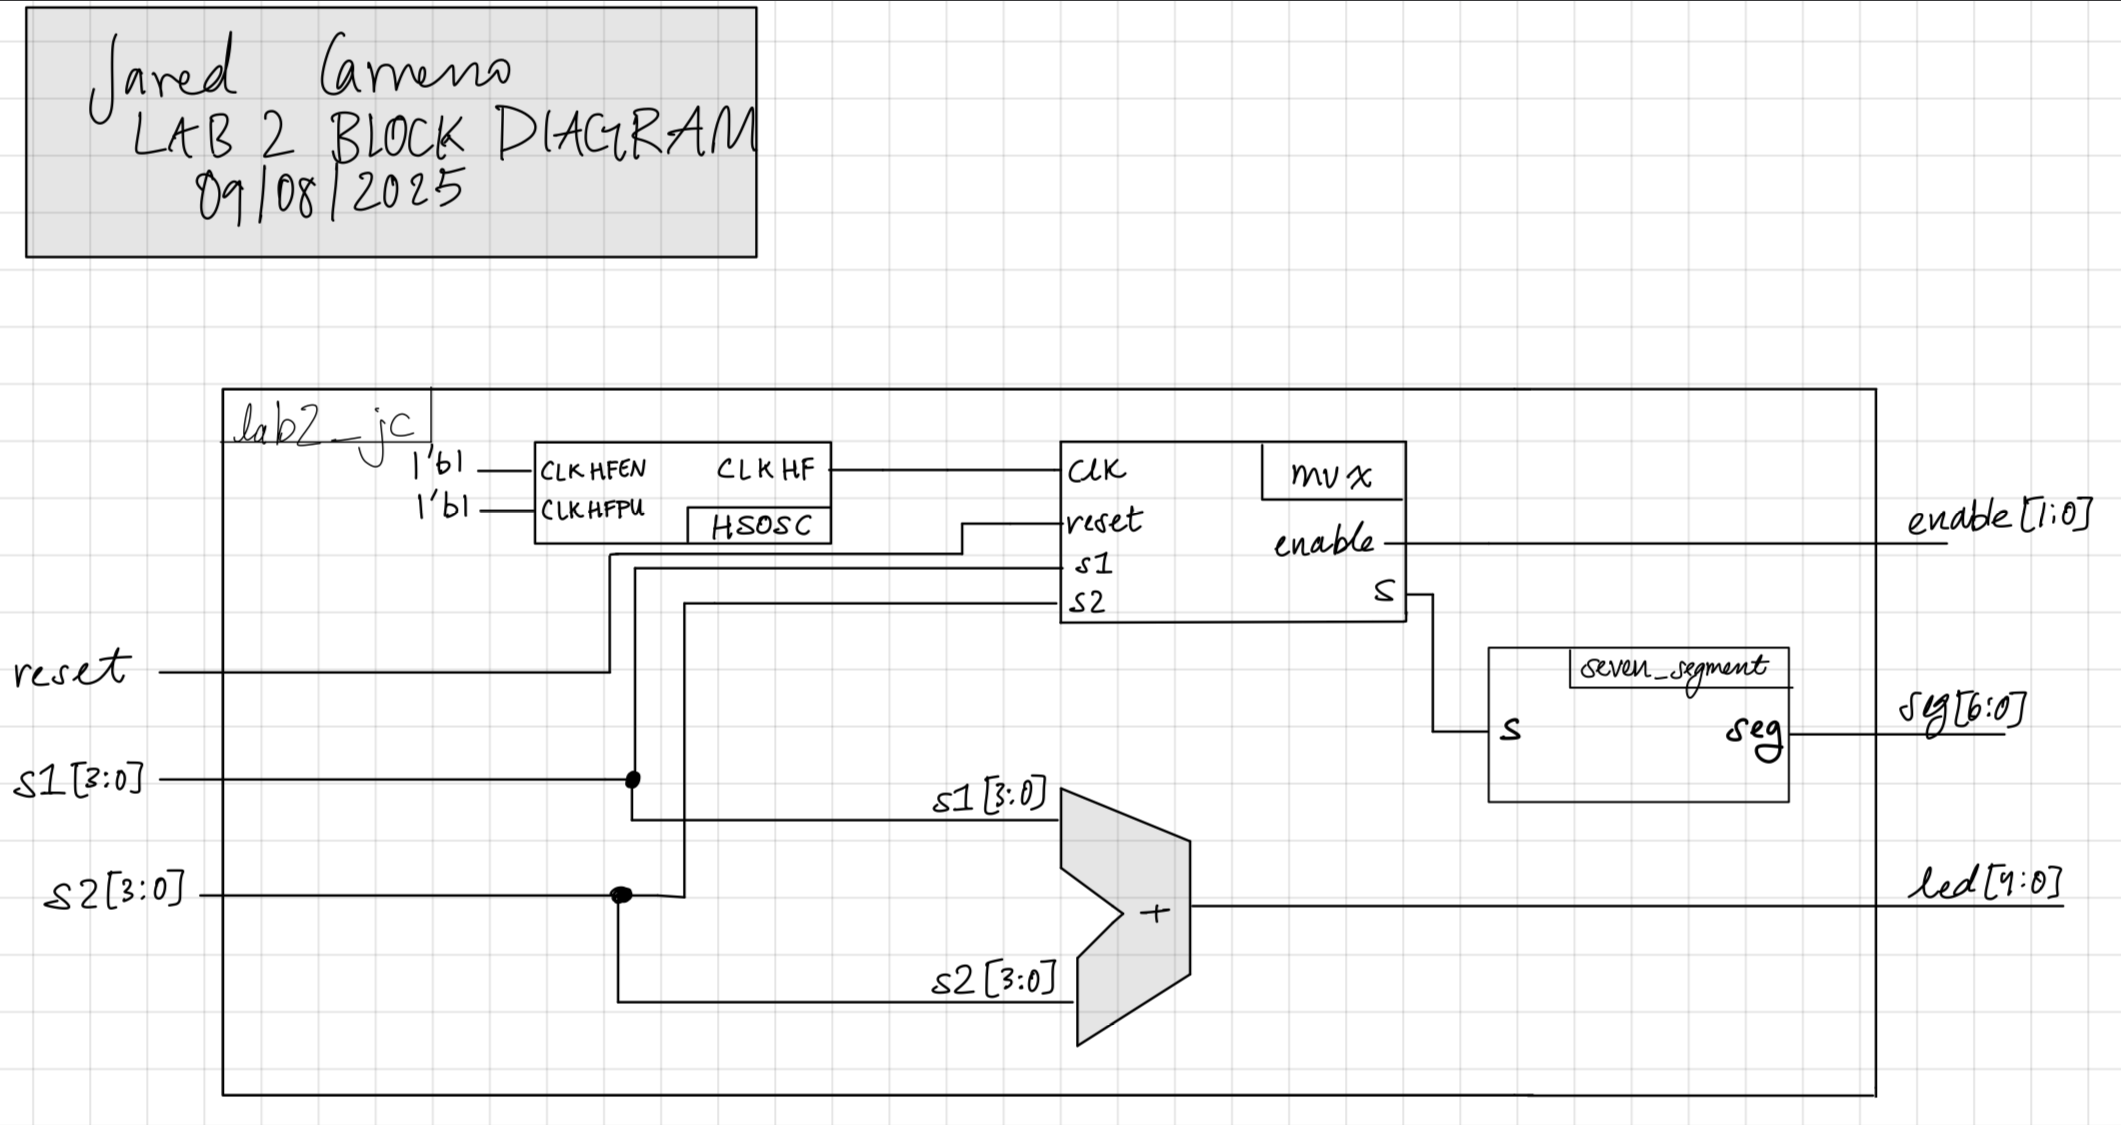 Jared Carreno
LAB 2 BLOCK DIAGRAM
09/08/2025
lab2_jc
1'b1
CLKHFEN
CLKHF
1'b1
CLKHFPU
HSOSC
clk
mux
reset
enable
enable[1:0]
s1
s2
s
reset
seven_segment
s
seg
seg[6:0]
s1[3:0]
s1[3:0]
s2[3:0]
+
led[4:0]
s2[3:0]